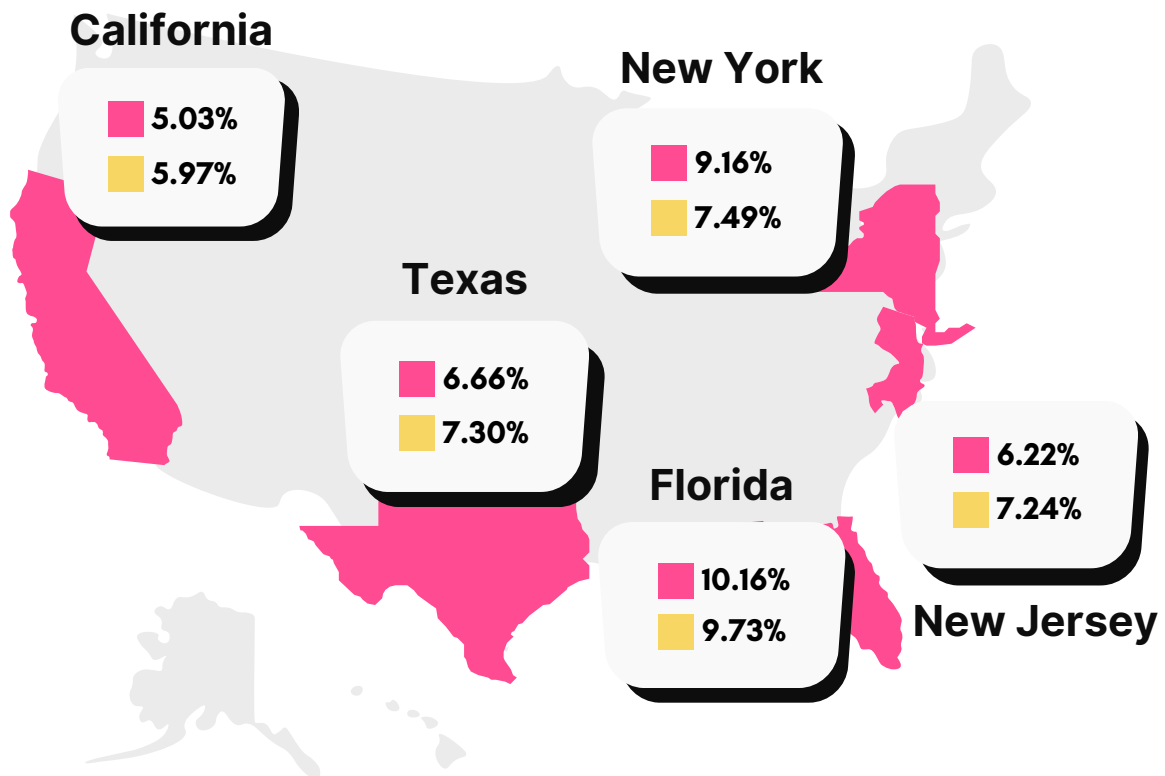 California
5.03%
5.97%
New York
9.16%
7.49%
Texas
6.66%
7.30%
Florida
10.16%
9.73%
6.22%
7.24%
New Jersey